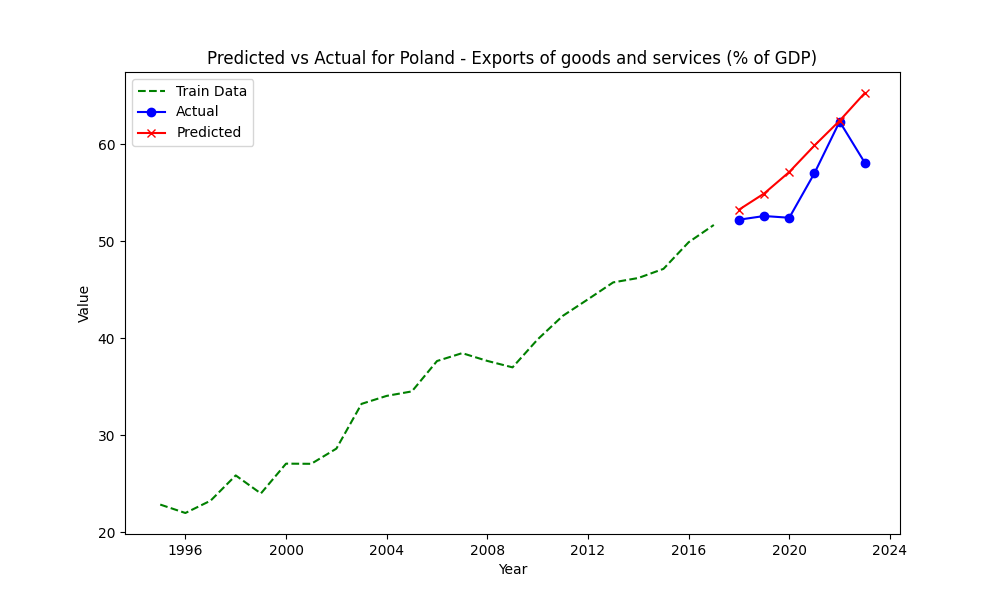 Predicted vs Actual for Poland - Exports of goods and services (% of GDP)
Train Data
Actual
Predicted
Value
60
50
40
30
20
1996 2000 2004 2008 2012 2016 2020 2024
Year